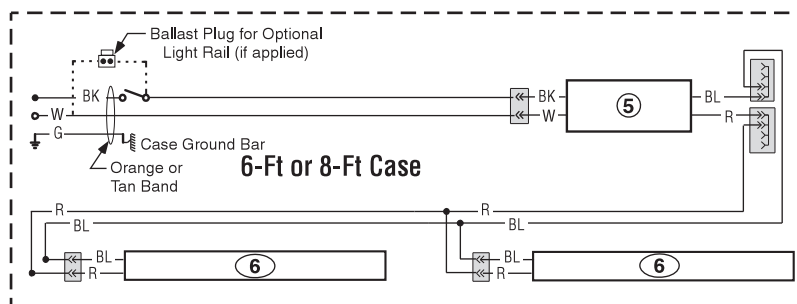 Ballast Plug for Optional
Light Rail (if applied)
BK
BK
5
BL
W
W
R
G
Case Ground Bar
Orange or
Tan Band
6-Ft or 8-Ft Case
R
R
BL
BL
BL
6
BL
6
R
R